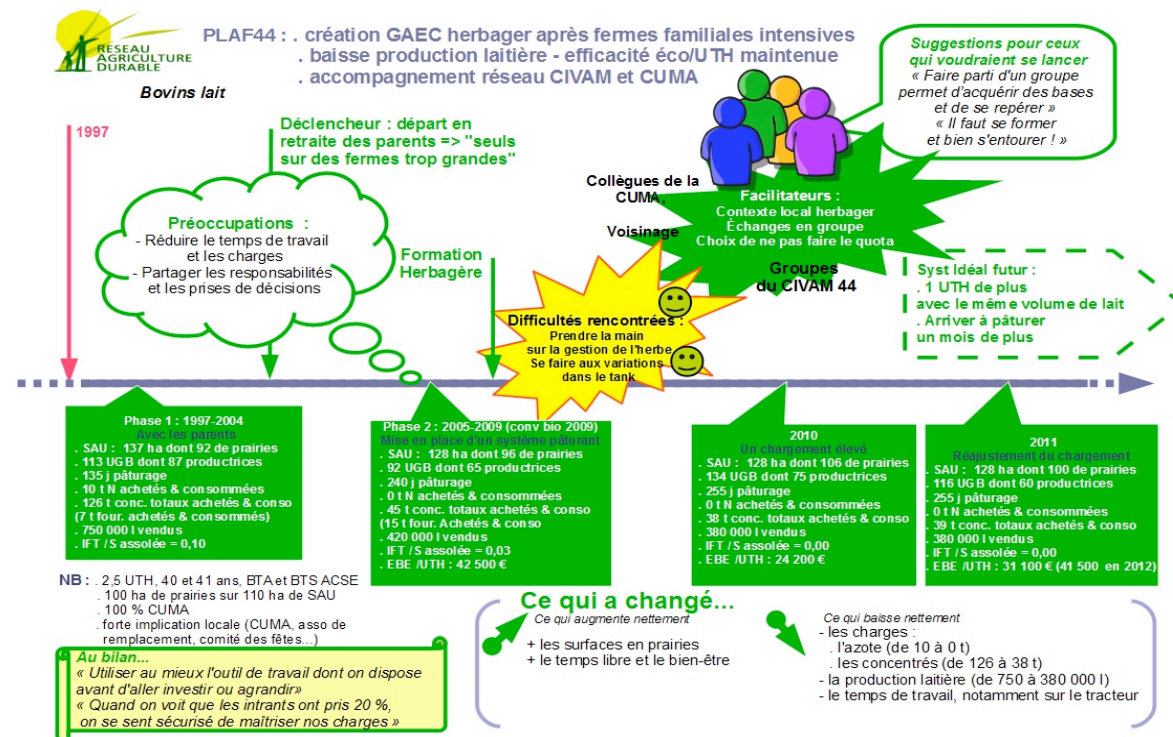 RESEAU
AGRICULTURE
DURABLE
PLAF44 : . création GAEC herbager après fermes familiales intensives
. baisse production laitière - efficacité éco/UTH maintenue
. accompagnement réseau CIVAM et CUMA
Bovins lait
Suggestions pour ceux
qui voudraient se lancer
« Faire parti d'un groupe
permet d'acquérir des bases
et de se repérer »
« Il faut se former
et bien s'entourer ! »
1997
Déclencheur : départ en
retraite des parents => "seuls
sur des fermes trop grandes"
Préoccupations :
- Réduire le temps de travail
et les charges
- Partager les responsabilités
et les prises de décisions
Formation
Herbagère
Collègues de la
CUMA,
Voisinage
Facilitateurs :
Contexte local herbager
Échanges en groupe
Choix de ne pas faire le quota
Groupes
du CIVAM 44
Difficultés rencontrées :
Prendre la main
sur la gestion de l'herbe
Se faire aux variations
dans le tank
Syst Idéal futur :
. 1 UTH de plus
avec le même volume de lait
. Arriver à pâturer
un mois de plus
Phase 1 : 1997-2004
Avec les parents
. SAU : 137 ha dont 92 de prairies
. 113 UGB dont 87 productrices
. 135 j pâturage
. 10 t N achetés & consommées
. 126 t conc. totaux achetés & conso
(7 t four. achetés & consommés)
. 750 000 l vendus
. IFT / S assolée = 0,10
Phase 2 : 2005-2009 (conv bio 2009)
Mise en place d'un système pâturant
. SAU : 128 ha dont 96 de prairies
. 92 UGB dont 65 productrices
. 240 j pâturage
. 0 t N achetés & consommées
. 45 t conc. totaux achetés & conso
(15 t four. Achetés & conso
. 420 000 l vendus
. IFT / S assolée = 0,03
. EBE /UTH : 42 500 €
2010
Un chargement élevé
. SAU : 128 ha dont 106 de prairies
. 134 UGB dont 75 productrices
. 255 j pâturage
. 0 t N achetés & consommées
. 38 t conc. totaux achetés & conso
. 380 000 l vendus
. IFT / S assolée = 0,00
. EBE /UTH : 24 200 €
2011
Réajustement du chargement
. SAU : 128 ha dont 100 de prairies
. 116 UGB dont 60 productrices
. 255 j pâturage
. 0 t N achetés & consommées
. 39 t conc. totaux achetés & conso
. 380 000 l vendus
. IFT / S assolée = 0,00
. EBE /UTH : 31 100 € (41 500 en 2012)
NB : . 2,5 UTH, 40 et 41 ans, BTA et BTS ACSE
. 100 ha de prairies sur 110 ha de SAU
. 100 % CUMA
. forte implication locale (CUMA, asso de
remplacement, comité des fêtes...)
Au bilan...
« Utiliser au mieux l'outil de travail dont on dispose
avant d'aller investir ou agrandir»
« Quand on voit que les intrants ont pris 20 %,
on se sent sécurisé de maîtriser nos charges »
Ce qui a changé...
Ce qui augmente nettement
+ les surfaces en prairies
+ le temps libre et le bien-être
Ce qui baisse nettement
- les charges :
. l'azote (de 10 à 0 t)
. les concentrés (de 126 à 38 t)
- la production laitière (de 750 à 380 000 l)
- le temps de travail, notamment sur le tracteur